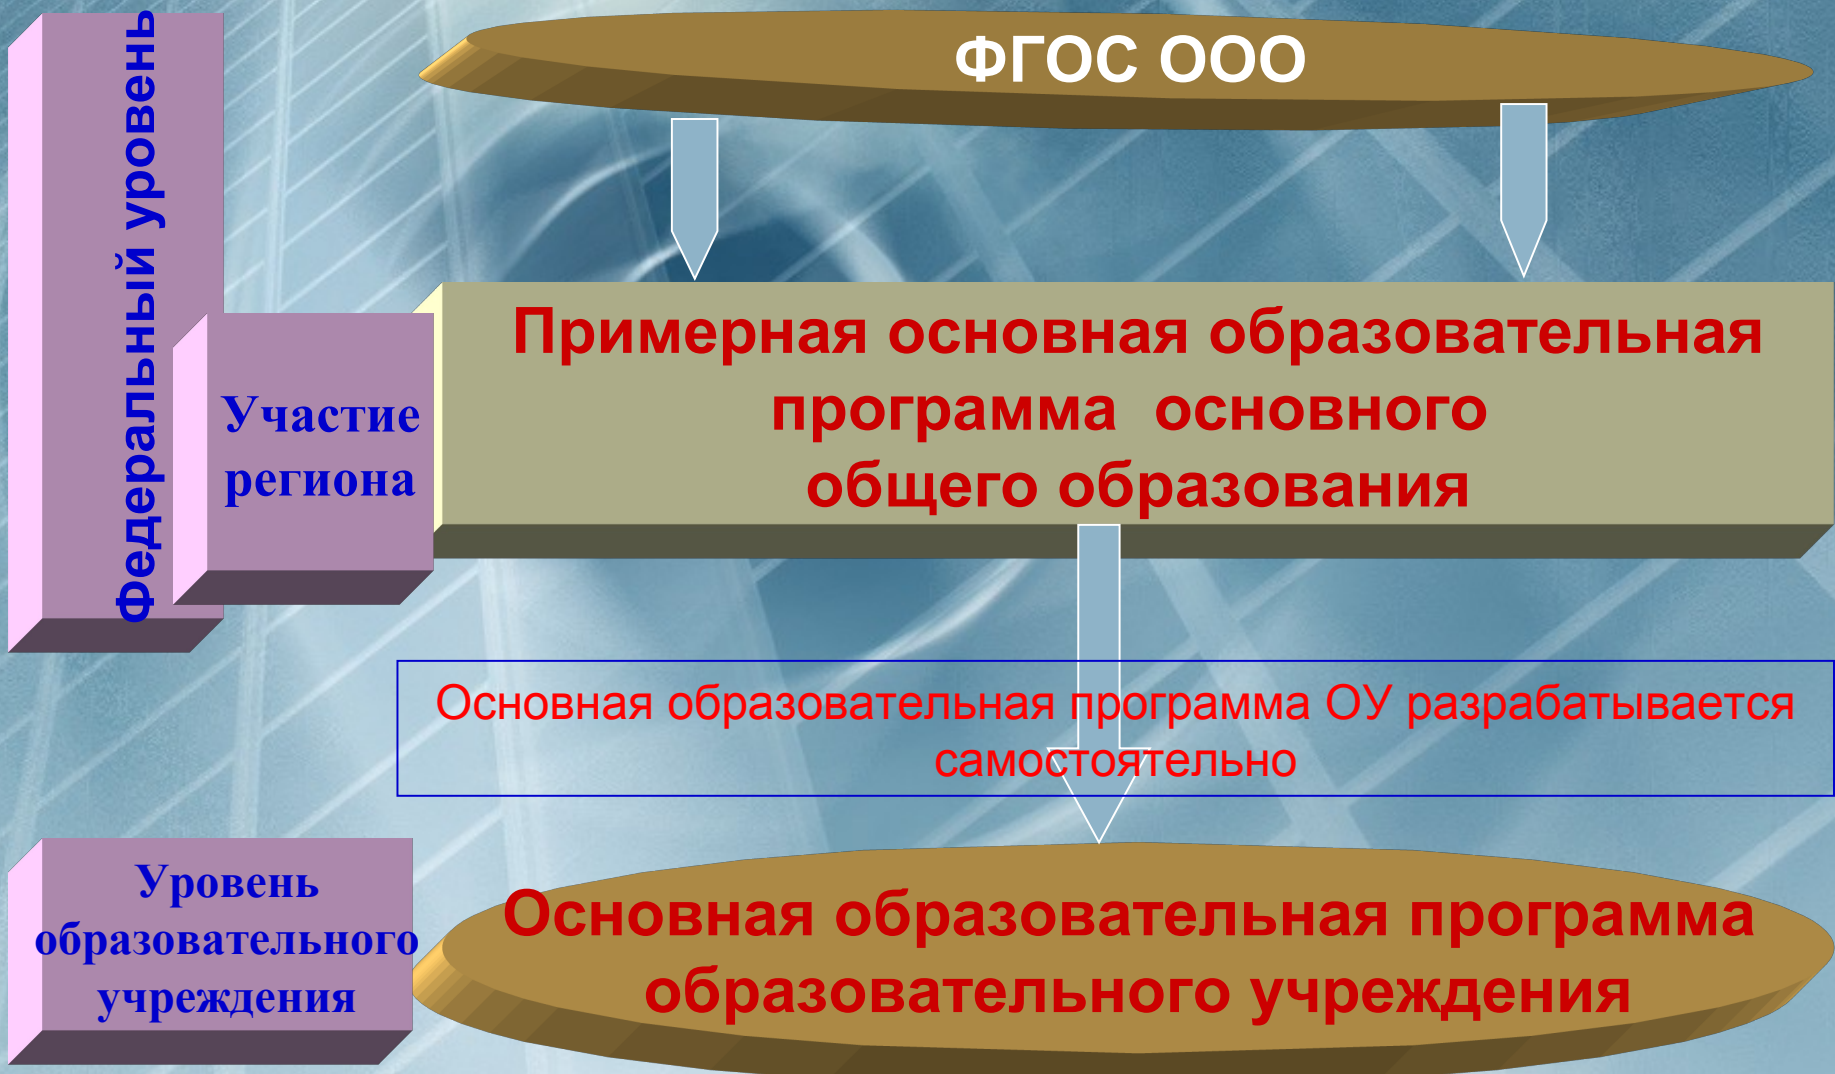 Федеральный уровень
ФГОС ООО
Участие
региона
Примерная основная образовательная
программа основного
общего образования
Основная образовательная программа ОУ разрабатывается
самостоятельно
Уровень
образовательного
учреждения
Основная образовательная программа
образовательного учреждения